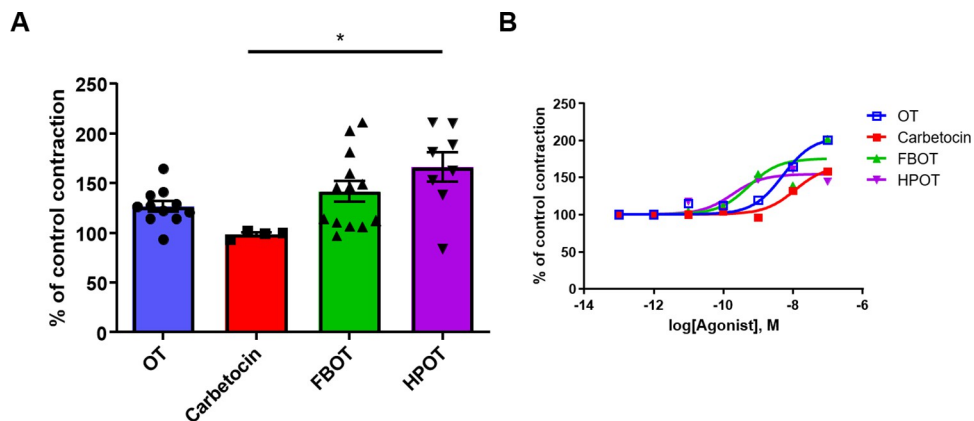 A
*
% of control contraction
250
200
150
100
50
0
OT
Carbetocin
FBOT
HPOT
B
% of control contraction
250
200
150
100
50
0
-14
-12
-10
-8
-6
log[Agonist], M
OT
Carbetocin
FBOT
HPOT